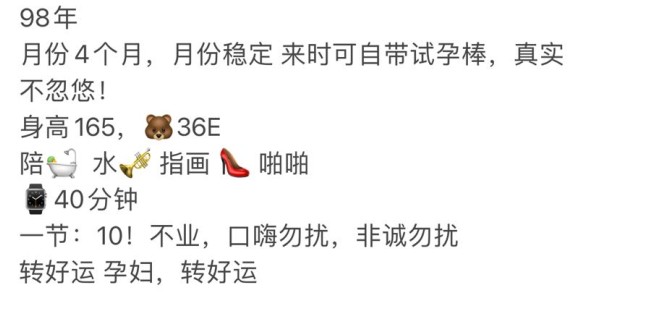 98年
月份4个月，月份稳定 来时可自带试孕棒，真实
不忽悠！
身高165，🐻36E
陪🛀 水🎺 指画👠 啪啪
⌚40分钟
一节：10！不业，口嗨勿扰，非诚勿扰
转好运 孕妇，转好运